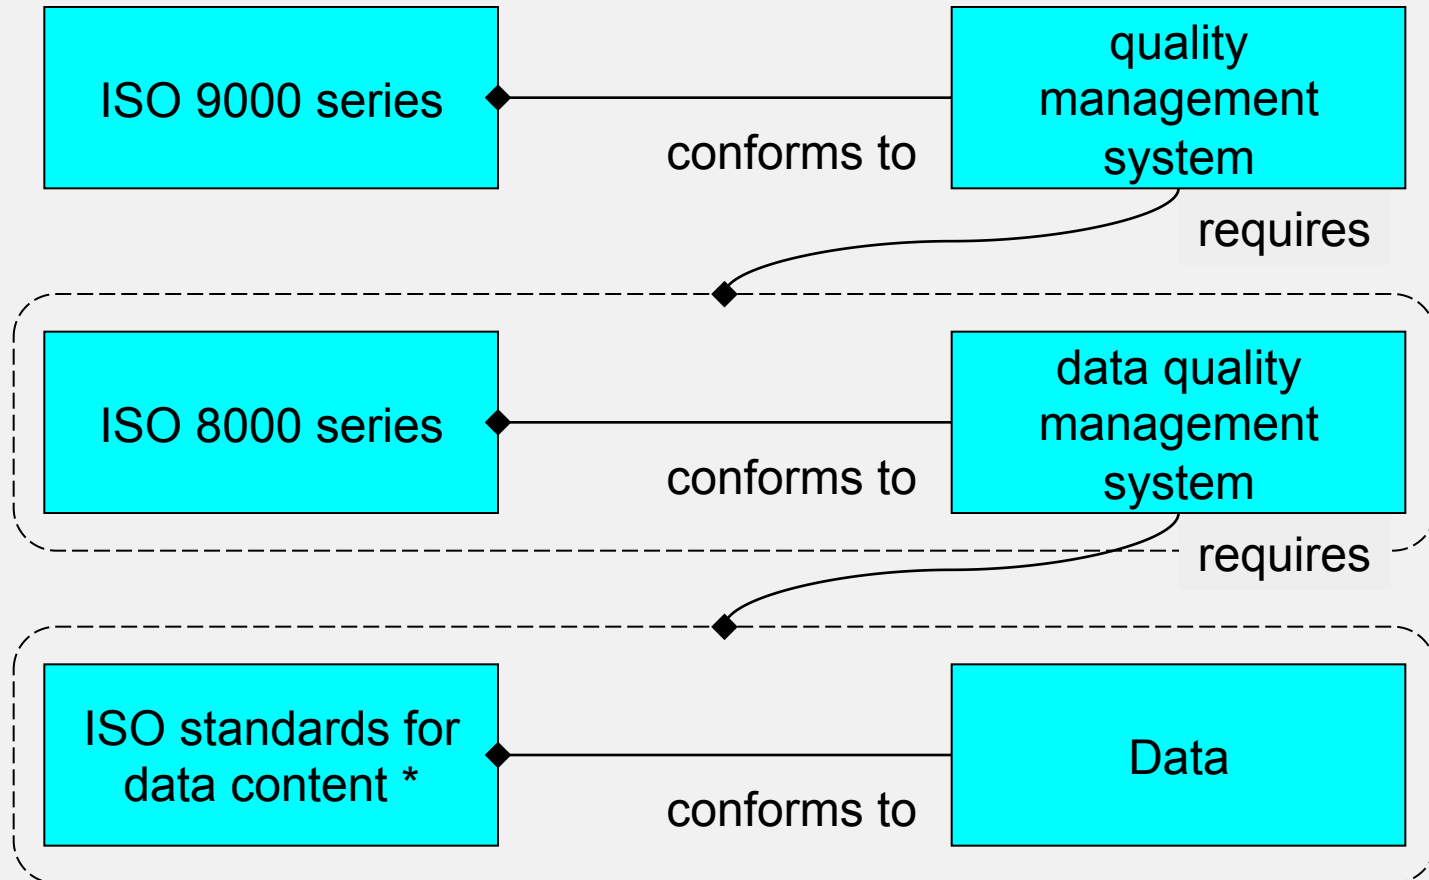 ISO 9000 series
conforms to
quality
management
system
requires
ISO 8000 series
conforms to
data quality
management
system
requires
ISO standards for
data content *
conforms to
Data